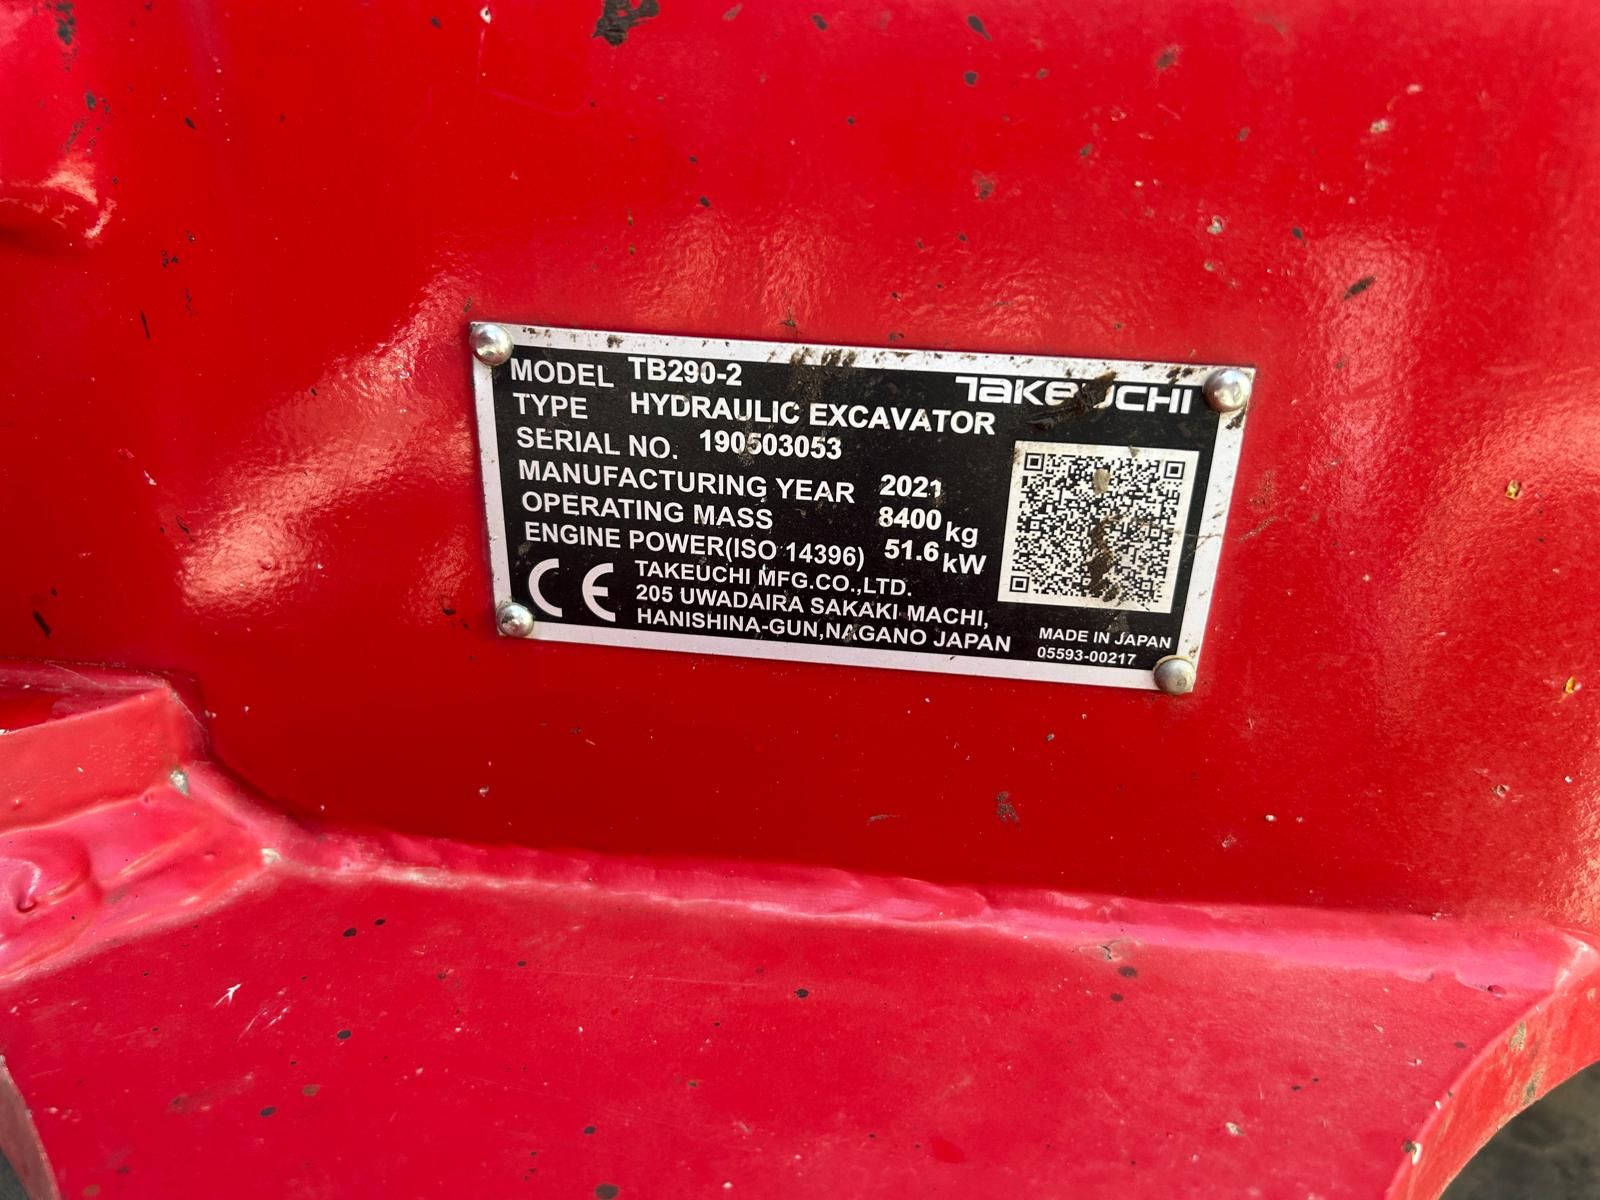 MODEL TB290-2
TAKEUCHI
TYPE HYDRAULIC EXCAVATOR
SERIAL NO. 190503053
MANUFACTURING YEAR 2021
OPERATING MASS 8400 kg
ENGINE POWER(ISO 14396) 51.6 kW
CE
TAKEUCHI MFG.CO.,LTD.
205 UWADAIRA SAKAKI MACHI,
HANISHINA-GUN,NAGANO JAPAN
MADE IN JAPAN
05593-00217